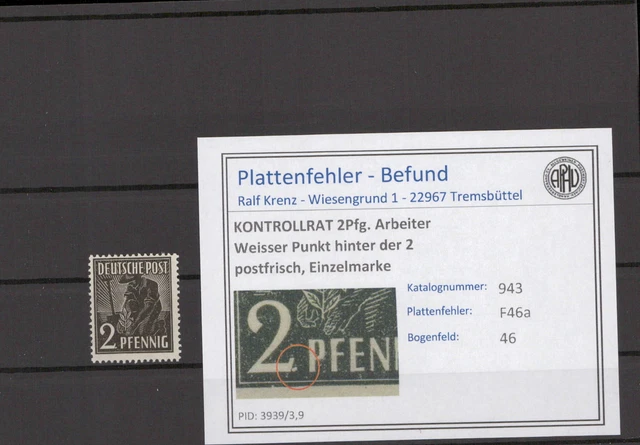 DEUTSCHE POST
2 PFENNIG
Plattenfehler - Befund
Ralf Krenz - Wiesengrund 1 - 22967 Tremsbüttel
KONTROLLRAT 2Pfg. Arbeiter
Weisser Punkt hinter der 2
postfrisch, Einzelmarke
Katalognummer: 943
Plattenfehler: F46a
Bogenfeld: 46
2 PFENN
PID: 3939/3,9